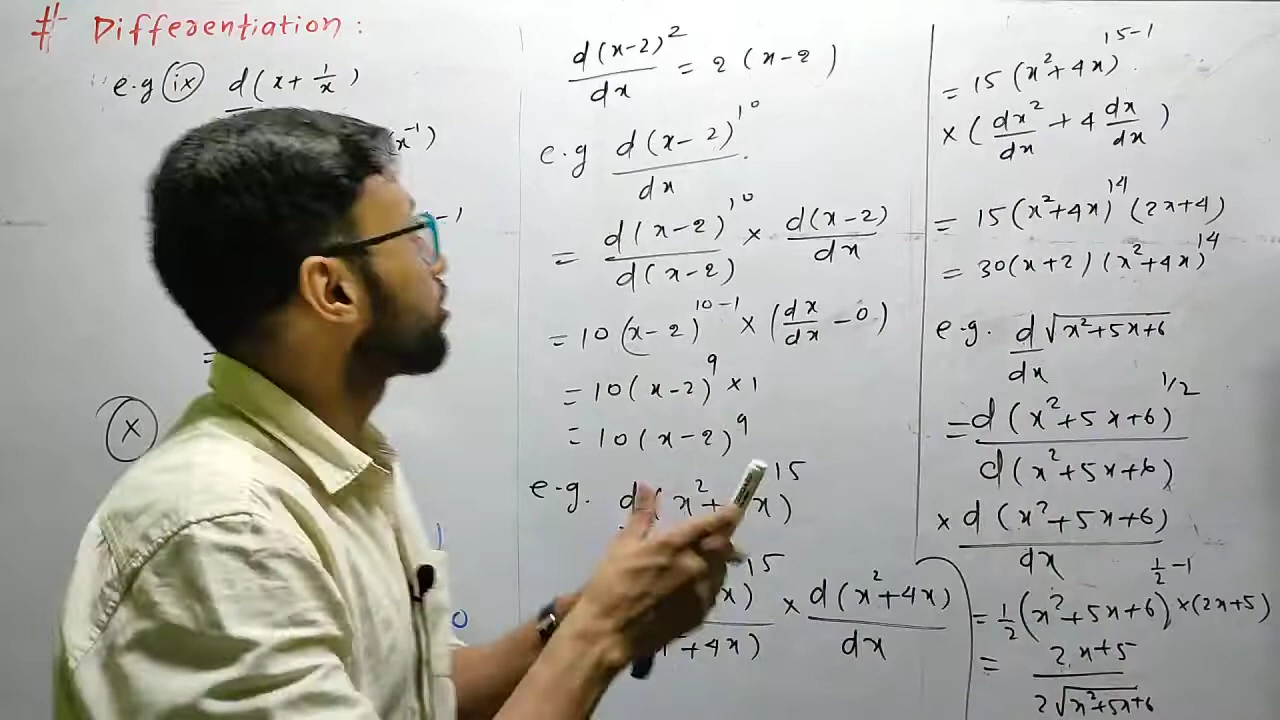 # Differentiation :
e.g (ix) d(x + 1/x)
(x⁻¹)
-1
=
(x)
d(x-2)²/dx = 2(x-2)
e.g d(x-2)¹⁰/dx.
= d(x-2)¹⁰/d(x-2) × d(x-2)/dx
= 10(x-2)¹⁰⁻¹ × (dx/dx - 0)
= 10(x-2)⁹ × 1
= 10(x-2)⁹
e.g. d(x²+ x)¹⁵
x)¹⁵/+4x) × d(x²+4x)/dx
= 15(x²+4x)¹⁵⁻¹.
× (dx²/dx + 4 dx/dx)
= 15(x²+4x)¹⁴(2x+4)
= 30(x+2)(x²+4x)¹⁴
e.g. d√(x²+5x+6)/dx
= d(x²+5x+6)^1/2/d(x²+5x+6)
× d(x²+5x+6)/dx
= 1/2(x²+5x+6)^(1/2-1) × (2x+5)
= 2x+5/2√(x²+5x+6)